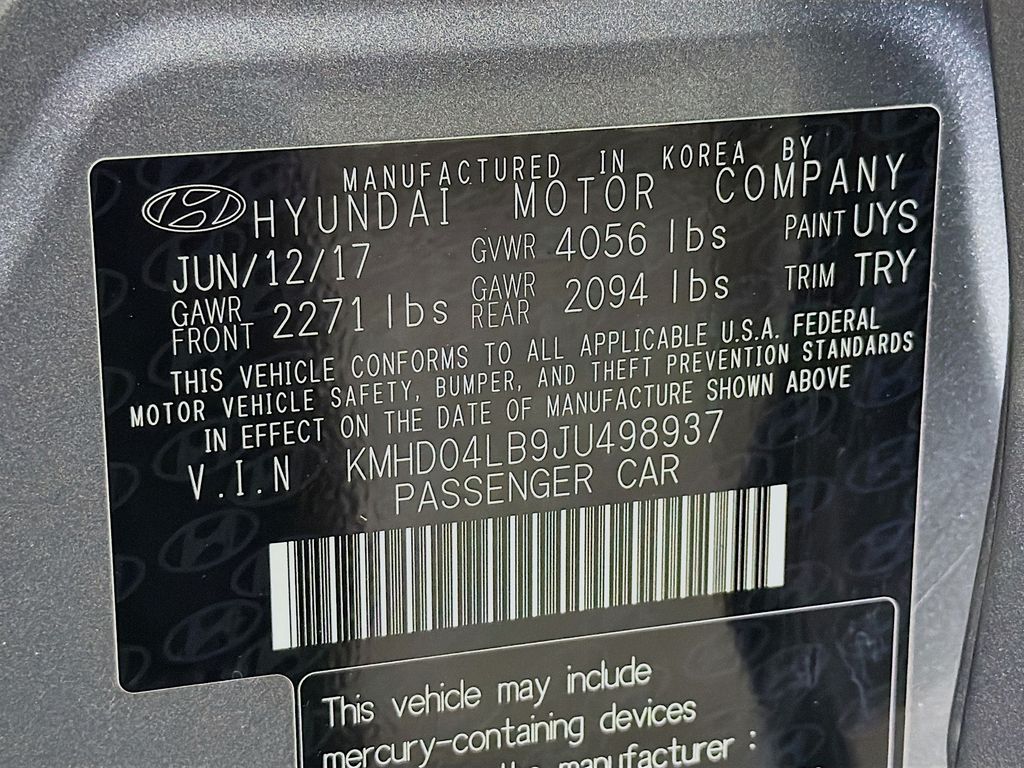 MANUFACTURED IN KOREA BY
HYUNDAI MOTOR COMPANY
JUN/12/17 GVWR 4056 lbs PAINT UYS
GAWR FRONT 2271 lbs GAWR REAR 2094 lbs TRIM TRY
THIS VEHICLE CONFORMS TO ALL APPLICABLE U.S.A. FEDERAL
MOTOR VEHICLE SAFETY, BUMPER, AND THEFT PREVENTION STANDARDS
IN EFFECT ON THE DATE OF MANUFACTURE SHOWN ABOVE
V.I.N KMHD04LB9JU498937
PASSENGER CAR
This vehicle may include
mercury-containing devices
the manufacturer :